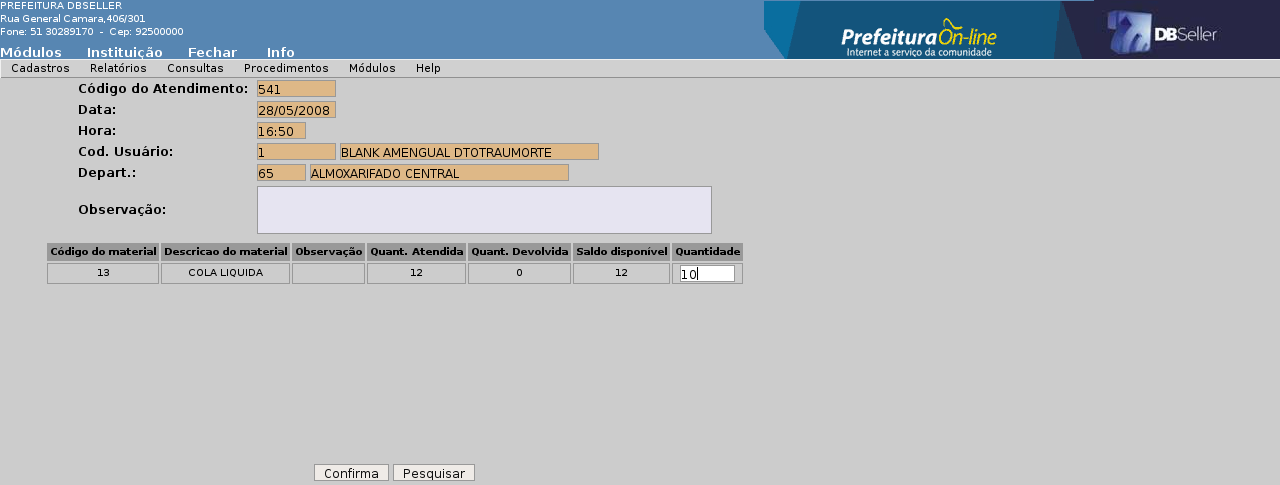 PREFEITURA DBSELLER
Rua General Camara,406/301
Fone: 51 30289170 - Cep: 92500000
Prefeitura On-line
Internet a serviço da comunidade
DBSeller
Módulos Instituição Fechar Info
Cadastros Relatórios Consultas Procedimentos Módulos Help
Código do Atendimento: 541
Data: 28/05/2008
Hora: 16:50
Cod. Usuário: 1 BLANK AMENGUAL DTOTRAUMORTE
Depart.: 65 ALMOXARIFADO CENTRAL
Observação:
Código do material Descricao do material Observação Quant. Atendida Quant. Devolvida Saldo disponível Quantidade
13 COLA LIQUIDA 12 0 12 10
Confirma Pesquisar